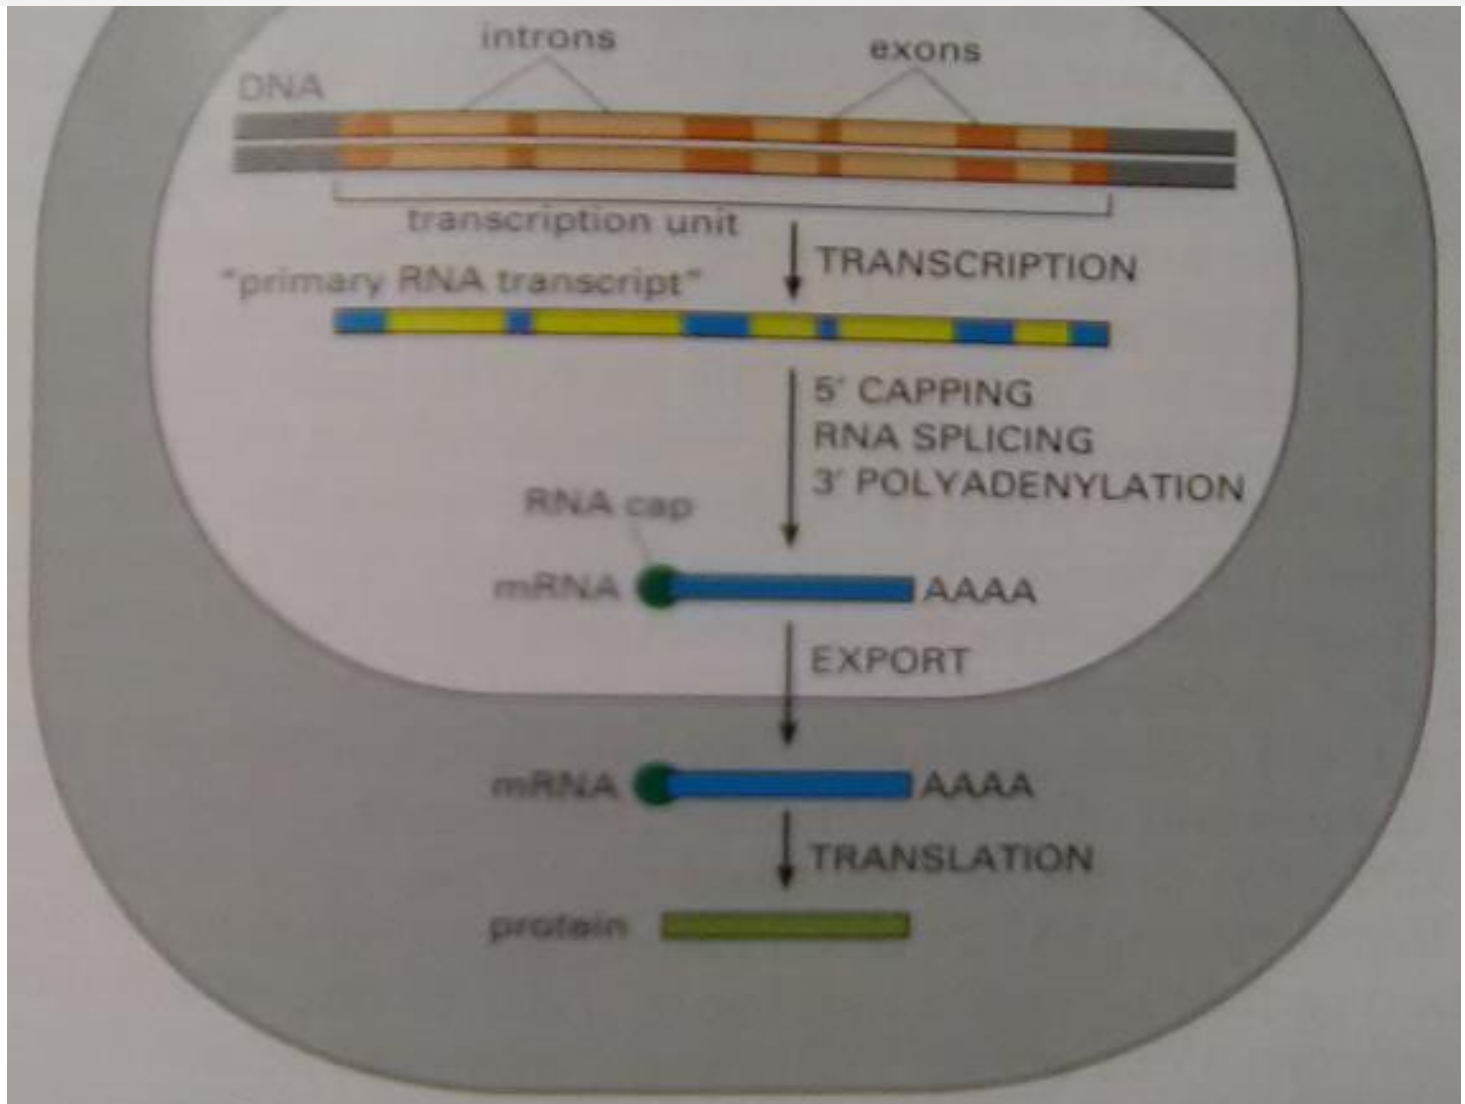 introns
exons
DNA
transcription unit
TRANSCRIPTION
“primary RNA transcript”
5′ CAPPING
RNA SPLICING
3′ POLYADENYLATION
RNA cap
mRNA AAAA
EXPORT
mRNA AAAA
TRANSLATION
protein